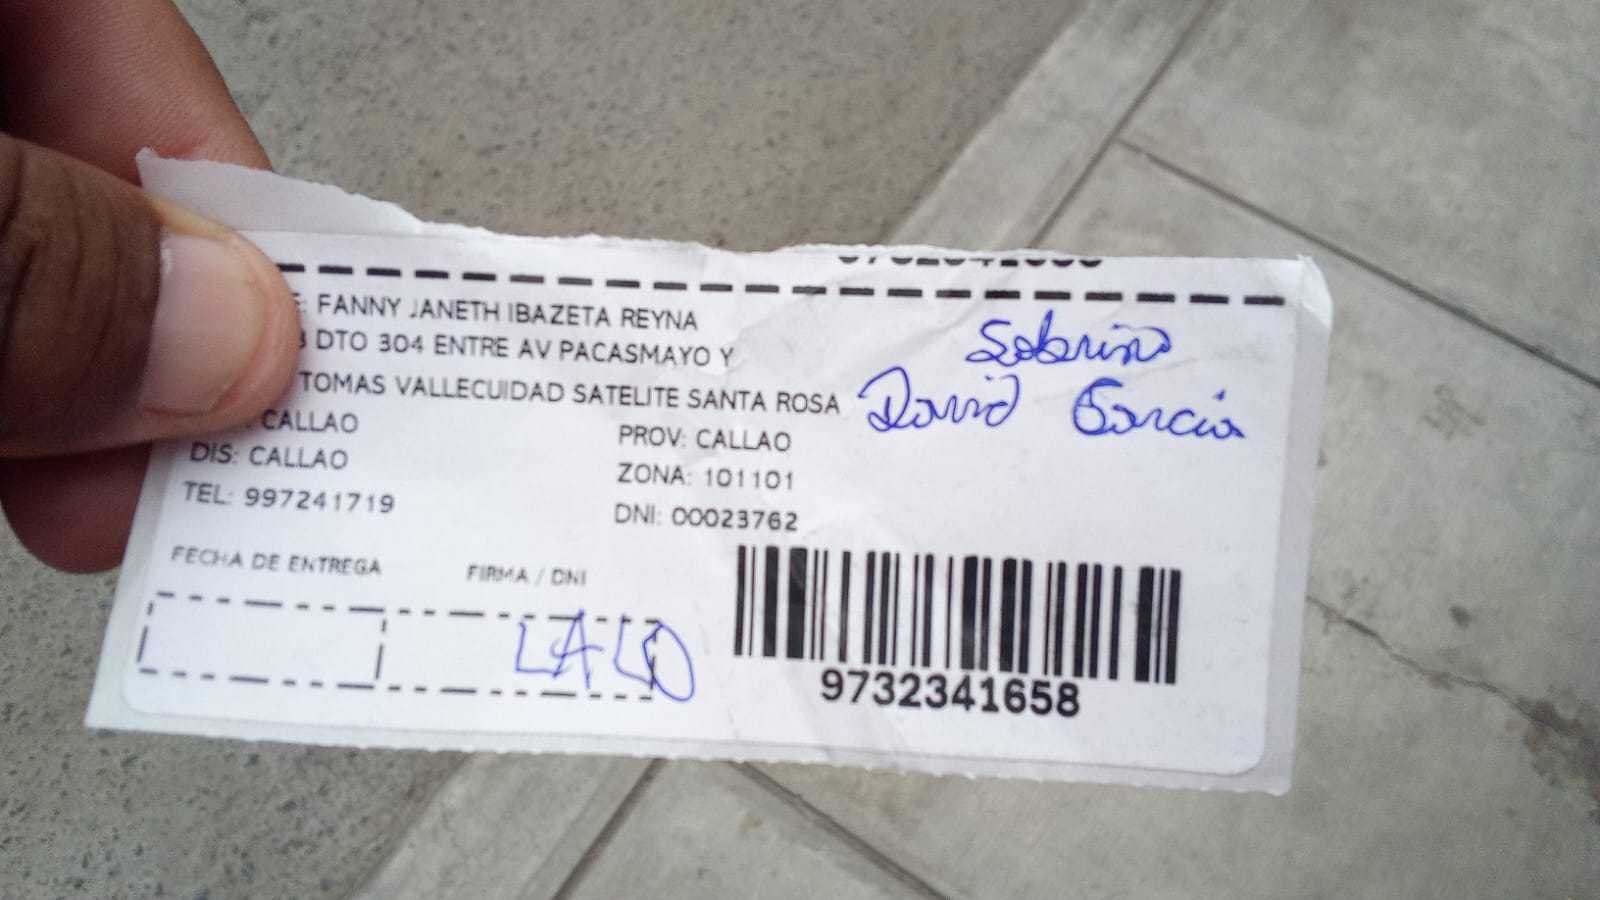 E: FANNY JANETH IBAZETA REYNA
DTO 304 ENTRE AV PACASMAYO Y
TOMAS VALLECUIDAD SATELITE SANTA ROSA
Sobrino
David Garcia
CALLAO
PROV: CALLAO
DIS: CALLAO
ZONA: 101101
TEL: 997241719
DNI: 00023762
FECHA DE ENTREGA
FIRMA / DNI
LALO
9732341658